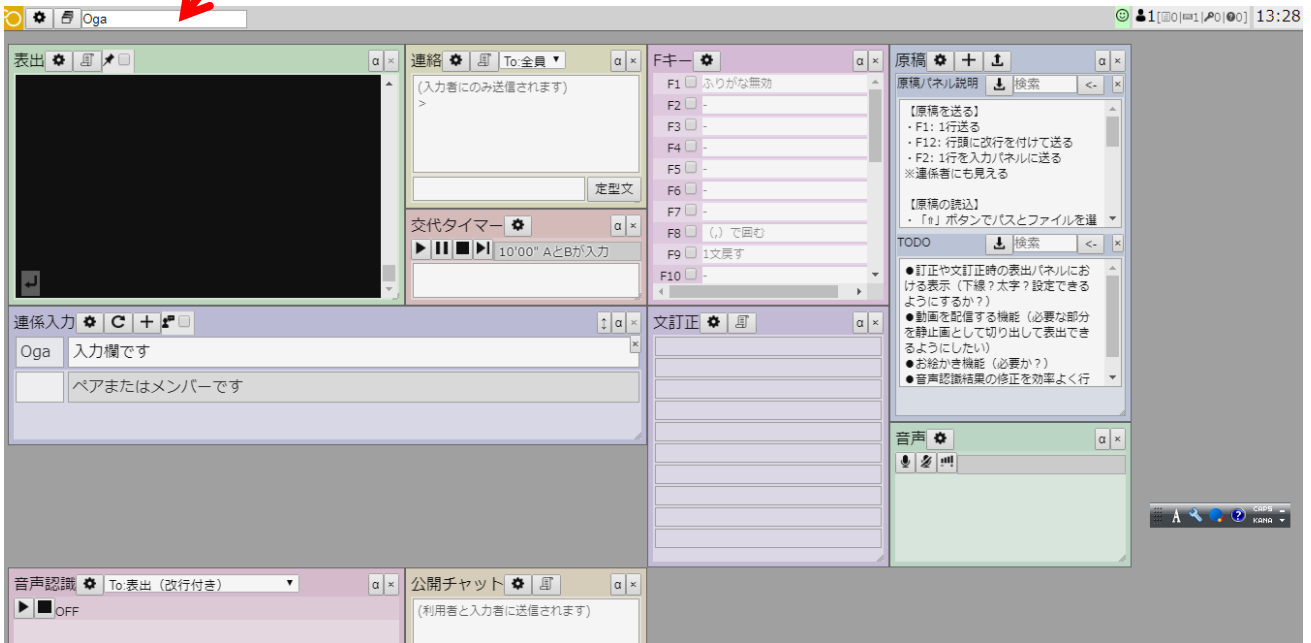 Oga
1[0|1|0|0] 13:28
表出
α ×
連絡 To:全員
α ×
(入力者にのみ送信されます)
>
定型文
交代タイマー
α ×
10'00" AとBが入力
Fキー
α ×
F1 ふりがな無効
F2 -
F3 -
F4 -
F5 -
F6 -
F7 -
F8 (,) で囲む
F9 1文戻す
F10 -
原稿
α ×
原稿パネル説明 検索 <- ×
【原稿を送る】
・F1: 1行送る
・F12: 行頭に改行を付けて送る
・F2: 1行を入力パネルに送る
※連係者にも見える
【原稿の読込】
・「⇑」ボタンでパスとファイルを選
TODO 検索 <- ×
●訂正や文訂正時の表出パネルにお
ける表示（下線？太字？設定できる
ようにするか？）
●動画を配信する機能（必要な部分
を静止画として切り出して表出でき
るようにしたい）
●お絵かき機能（必要か？）
●音声認識結果の修正を効率よく行
連係入力
↕ α ×
Oga 入力欄です ×
ペアまたはメンバーです
文訂正
α ×
音声
α ×
A CAPS
KANA
音声認識 To:表出（改行付き）
α ×
OFF
公開チャット
α ×
(利用者と入力者に送信されます)